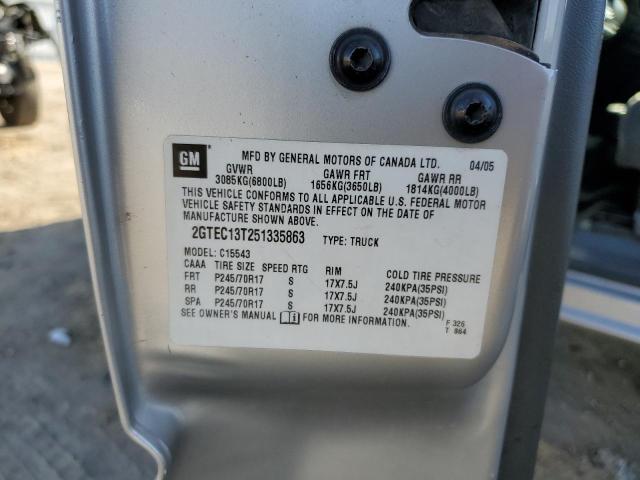 GM
MFD BY GENERAL MOTORS OF CANADA LTD. 04/05
GVWR GAWR FRT GAWR RR
3085KG(6800LB) 1656KG(3650LB) 1814KG(4000LB)
THIS VEHICLE CONFORMS TO ALL APPLICABLE U.S. FEDERAL MOTOR
VEHICLE SAFETY STANDARDS IN EFFECT ON THE DATE OF
MANUFACTURE SHOWN ABOVE.
2GTEC13T251335863 TYPE: TRUCK
MODEL: C15543
CAAA TIRE SIZE SPEED RTG RIM COLD TIRE PRESSURE
FRT P245/70R17 S 17X7.5J 240KPA(35PSI)
RR P245/70R17 S 17X7.5J 240KPA(35PSI)
SPA P245/70R17 S 17X7.5J 240KPA(35PSI)
SEE OWNER'S MANUAL FOR MORE INFORMATION. F 326
T 864